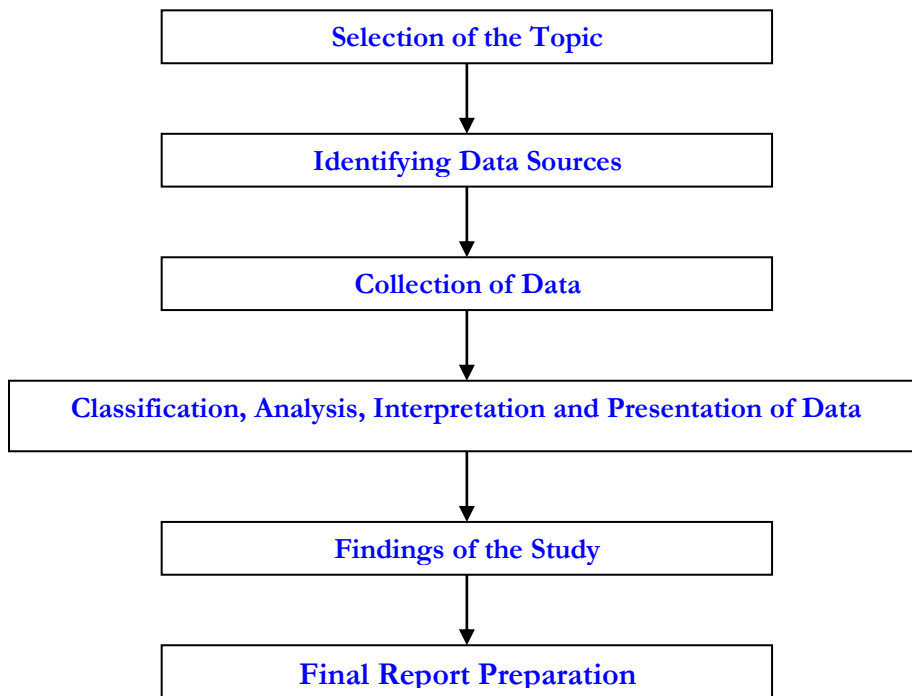 Selection of the Topic
Identifying Data Sources
Collection of Data
Classification, Analysis, Interpretation and Presentation of Data
Findings of the Study
Final Report Preparation